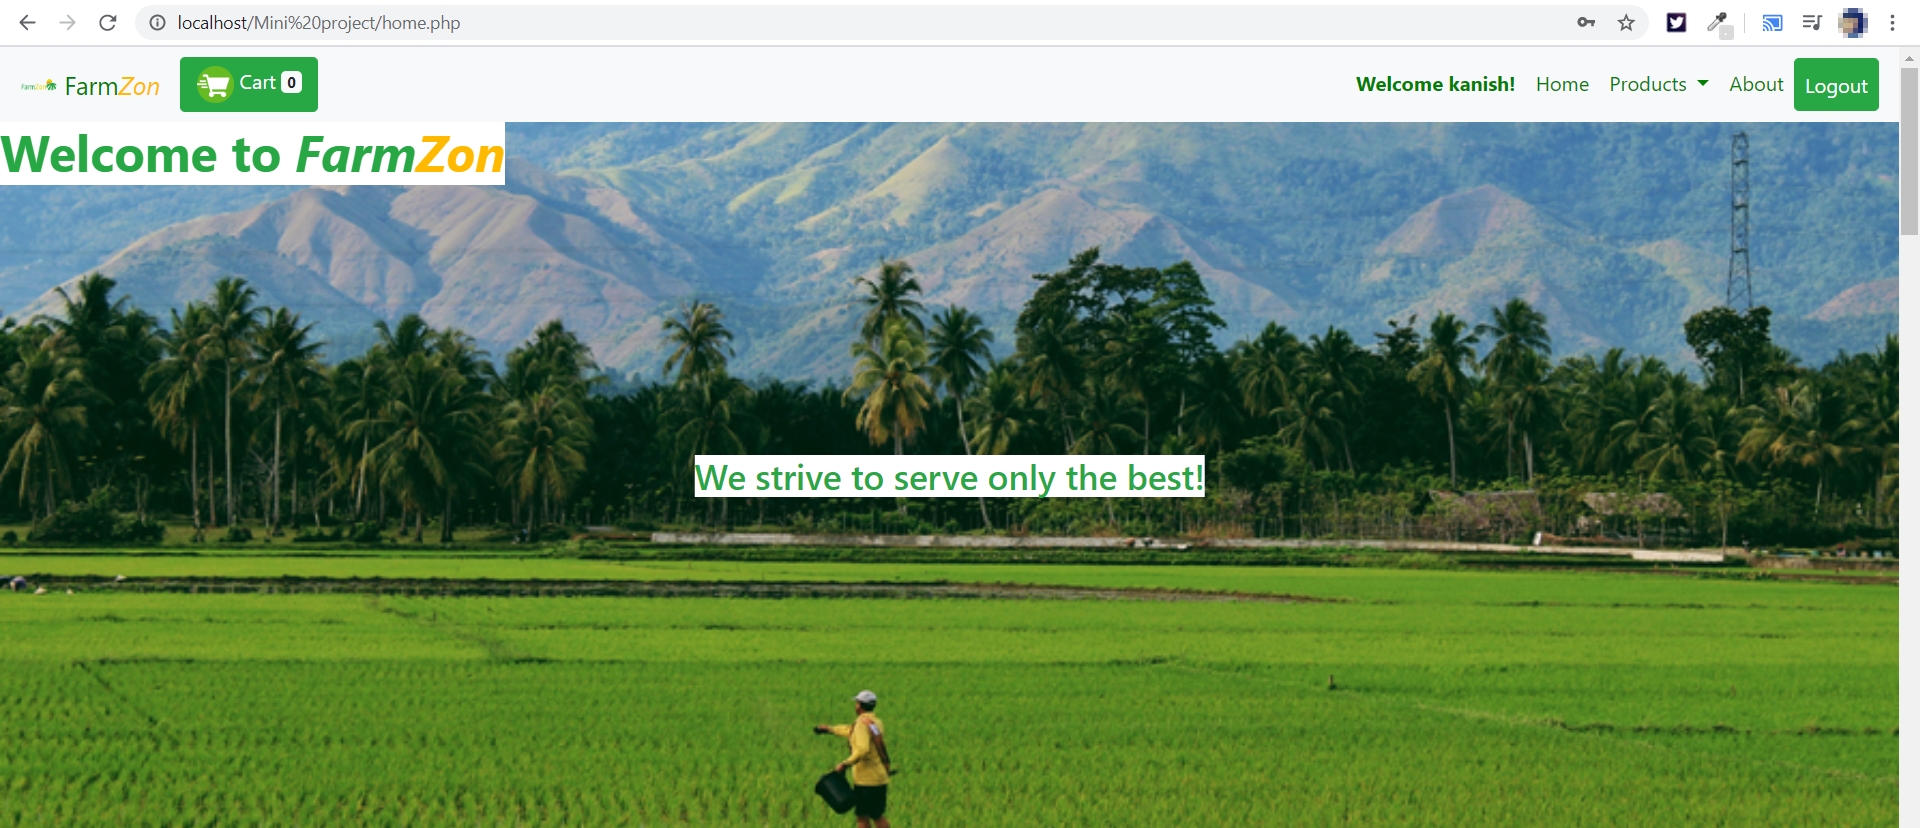 localhost/Mini%20project/home.php
FarmZon FarmZon Cart 0 Welcome kanish! Home Products About Logout
Welcome to FarmZon
We strive to serve only the best!